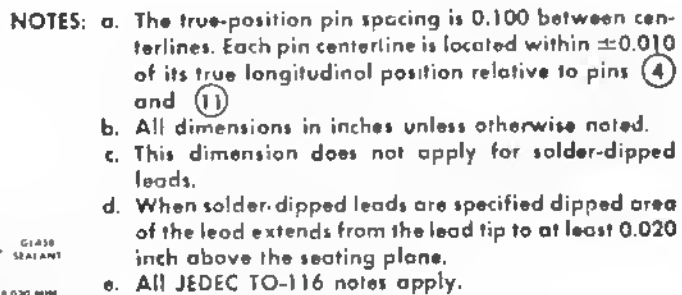 NOTES: a. The true-position pin spacing is 0.100 between cen-
terlines. Each pin centerline is located within ±0.010
of its true longitudinal position relative to pins ④
and ⑪
b. All dimensions in inches unless otherwise noted.
c. This dimension does not apply for solder-dipped
leads.
d. When solder-dipped leads are specified dipped area
of the lead extends from the lead tip to at least 0.020
inch above the seating plane.
e. All JEDEC TO-116 notes apply.
GLASS
SEALANT
0.020 MIN